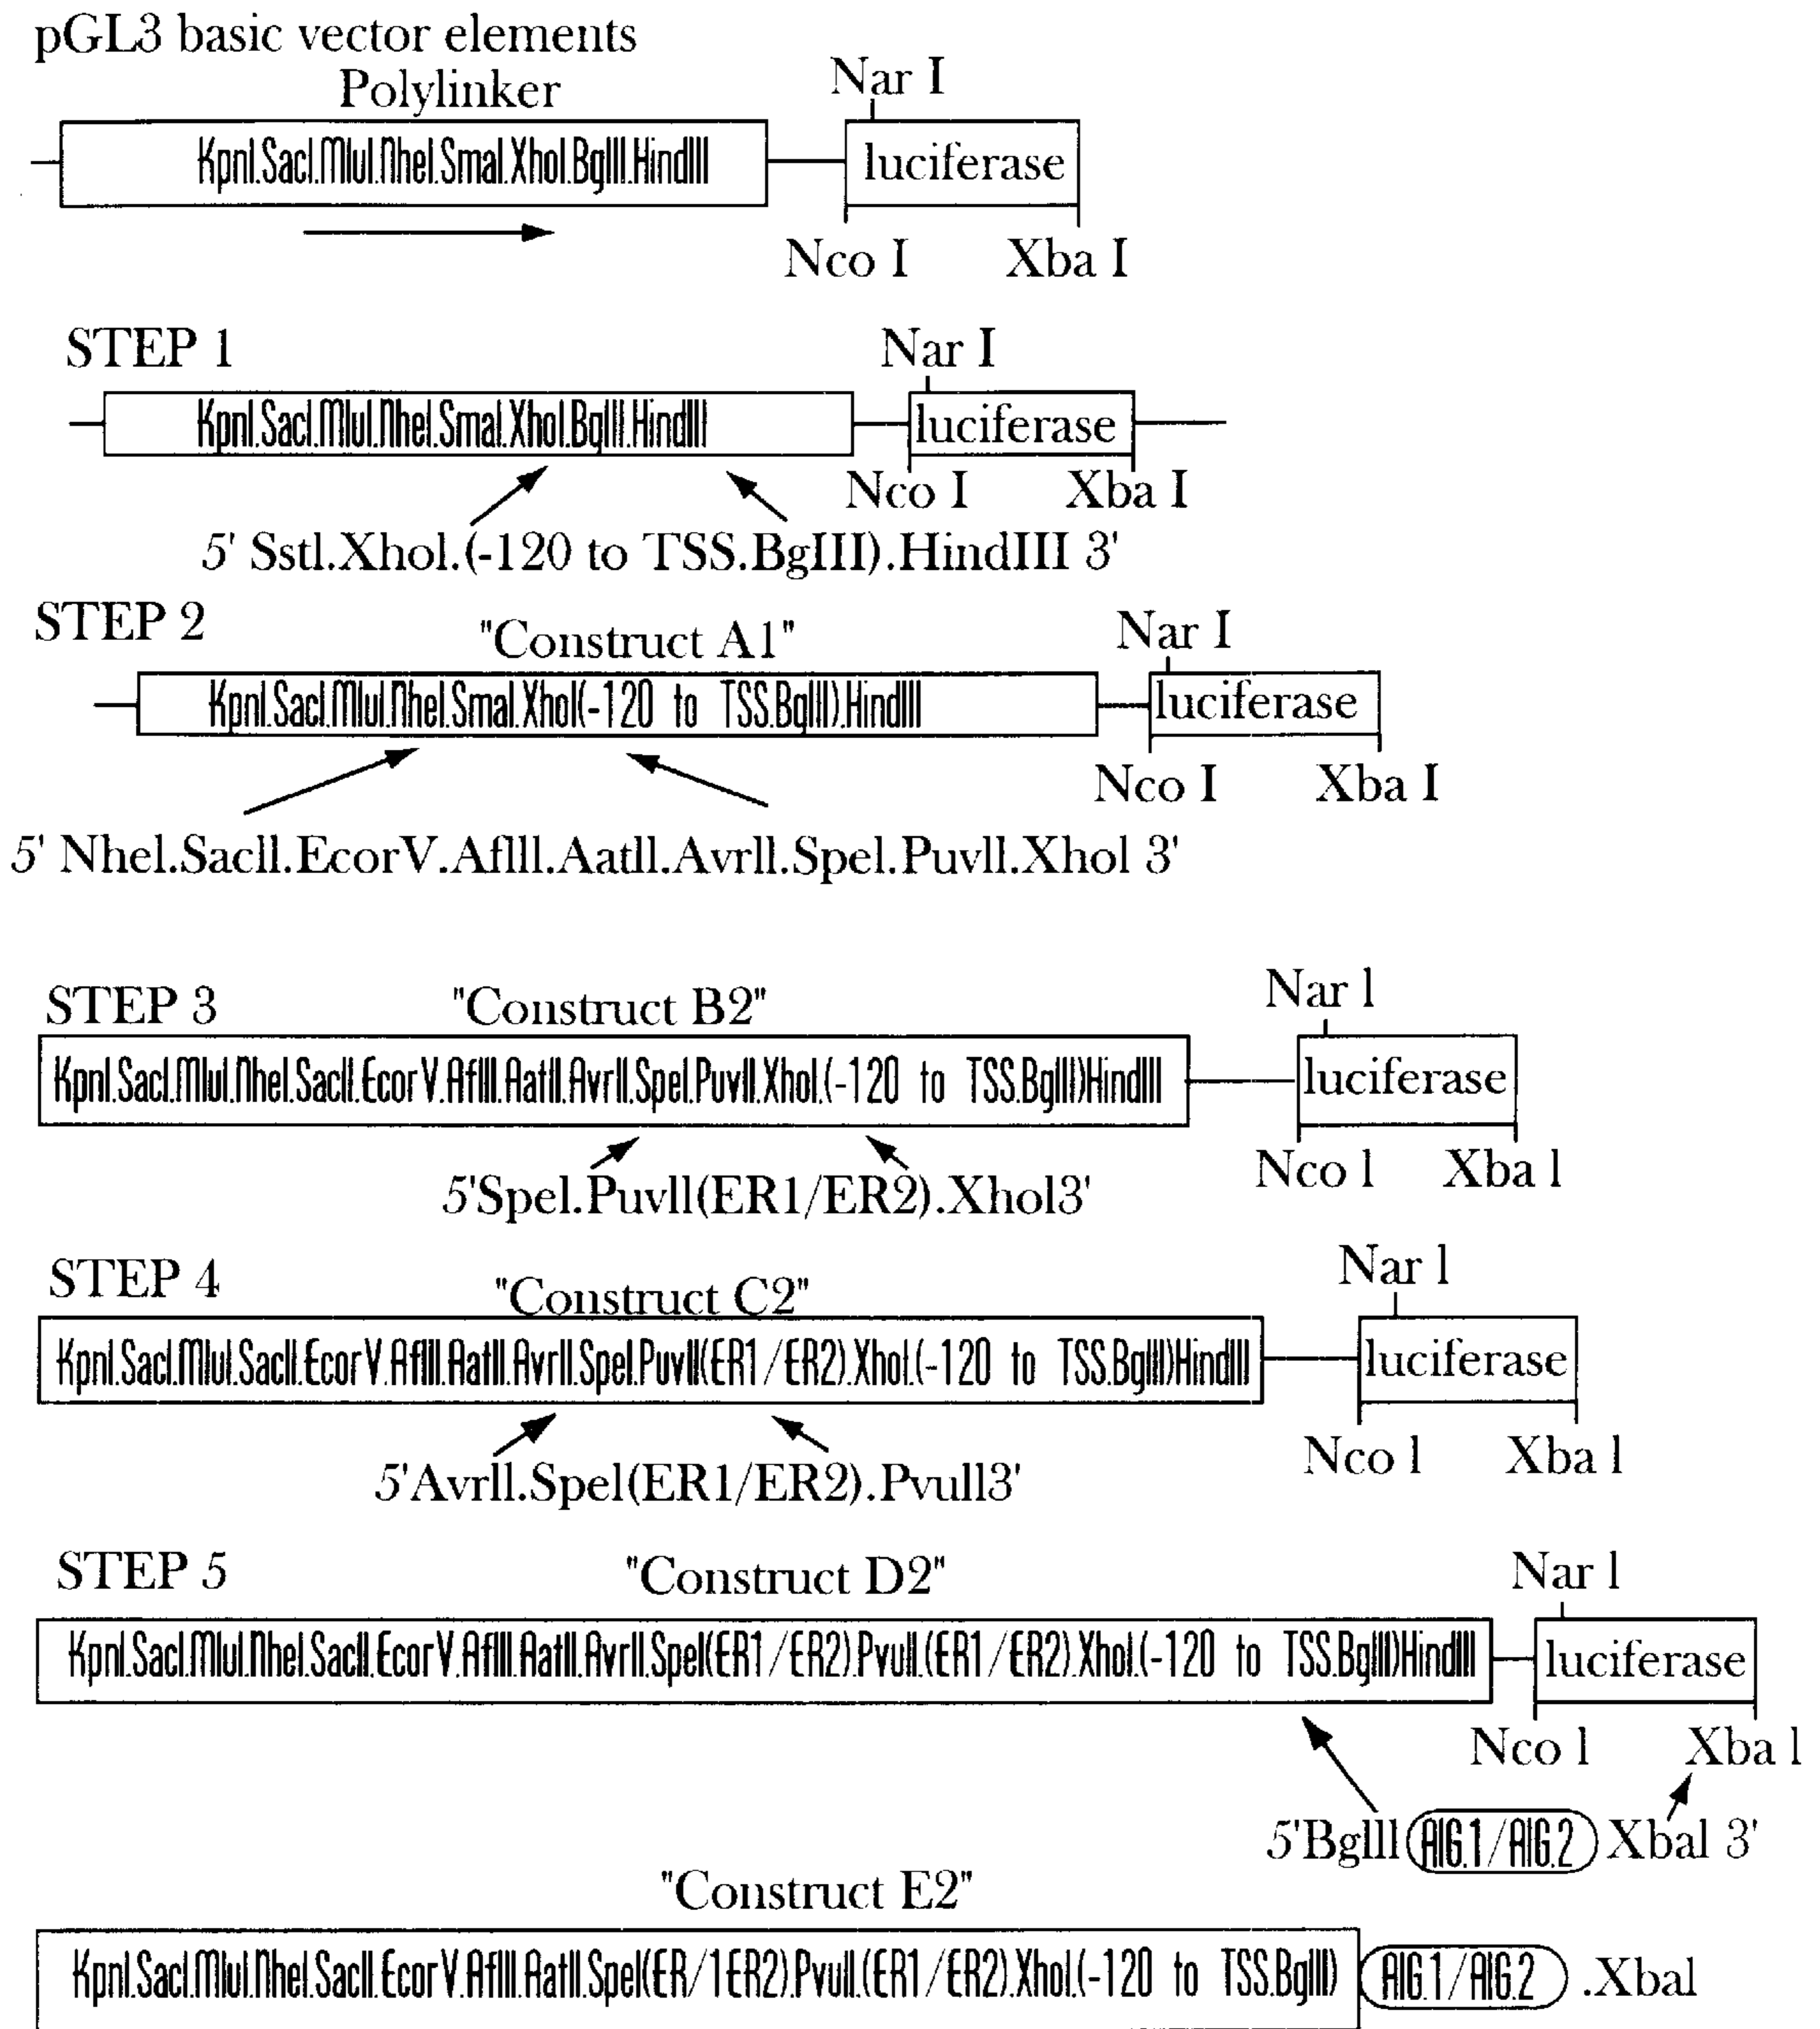 pGL3 basic vector elements
Polylinker
Nar I
KpnI.SacI.MluI.NheI.SmaI.XhoI.BglII.HindIII
luciferase
Nco I
Xba I
STEP 1
Nar I
KpnI.SacI.MluI.NheI.SmaI.XhoI.BglII.HindIII
luciferase
Nco I
Xba I
5' SstI.XhoI.(-120 to TSS.BgIII).HindIII 3'
STEP 2
"Construct A1"
Nar I
KpnI.SacI.MluI.NheI.SmaI.XhoI(-120 to TSS.BglII).HindIII
luciferase
Nco I
Xba I
5' NheI.SacII.EcorV.AflII.AatII.AvrII.SpeI.PuvII.XhoI 3'
STEP 3
"Construct B2"
Nar l
KpnI.SacI.MluI.NheI.SacII.EcorV.AflII.AatII.AvrII.SpeI.PuvII.XhoI.(-120 to TSS.BglII)HindIII
luciferase
Nco l
Xba l
5'SpeI.PuvII(ER1/ER2).XhoI3'
STEP 4
"Construct C2"
Nar l
KpnI.SacI.MluI.SacII.EcorV.AflII.AatII.AvrII.SpeI.PuvII(ER1/ER2).XhoI.(-120 to TSS.BglII)HindIII
luciferase
Nco l
Xba l
5'AvrII.SpeI(ER1/ER2).PvuII3'
STEP 5
"Construct D2"
Nar l
KpnI.SacI.MluI.NheI.SacII.EcorV.AflII.AatII.AvrII.SpeI(ER1/ER2).PvuII.(ER1/ER2).XhoI.(-120 to TSS.BglII)HindIII
luciferase
Nco l
Xba l
5'BglII AIG.1/AIG.2 XbaI 3'
"Construct E2"
KpnI.SacI.MluI.NheI.SacII.EcorV.AflII.AatII.SpeI(ER/1ER2).PvuII.(ER1/ER2).XhoI.(-120 to TSS.BglII) AIG.1/AIG.2 .XbaI